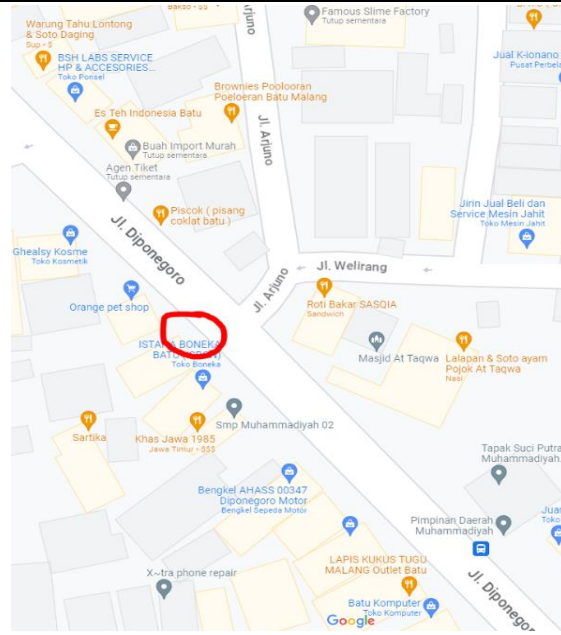 Bakso - $$
Warung Tahu Lontong
& Soto Daging
Sup - $
BSH LABS SERVICE
HP & ACCESORIES...
Toko Ponsel
Famous Slime Factory
Tutup sementara
Jual K-ionano
Brownies Poolooran
Poeloeran Batu Malang
Es Teh Indonesia Batu
Jl. Arjuno
Buah Import Murah
Tutup sementara
Agen Tiket
Tutup sementara
Piscok ( pisang
coklat batu )
Jl. Diponegoro
Jirin Jual Beli dan
Service Mesin Jahit
Toko Mesin Jahit
Ghealsy Kosme
Toko Kosmetik
Jl. Welirang
Jl. Arjuno
Orange pet shop
Roti Bakar SASQIA
Sandwich
ISTANA BONEKA
BATU
Toko Boneka
Masjid At Taqwa
Lalapan & Soto ayam
Pojok At Taqwa
Nasi
Smp Muhammadiyah 02
Sartika
Khas Jawa 1985
Jawa Timur - $$$
Tapak Suci Putra
Muhammadiyah.
Bengkel AHASS 00347
Diponegoro Motor
Bengkel Sepeda Motor
Pimpinan Daerah
Muhammadiyah
Toko
LAPIS KUKUS TUGU
MALANG Outlet Batu
X~tra phone repair
Jl. Diponegoro
Batu Komputer
Toko Komputer
Google